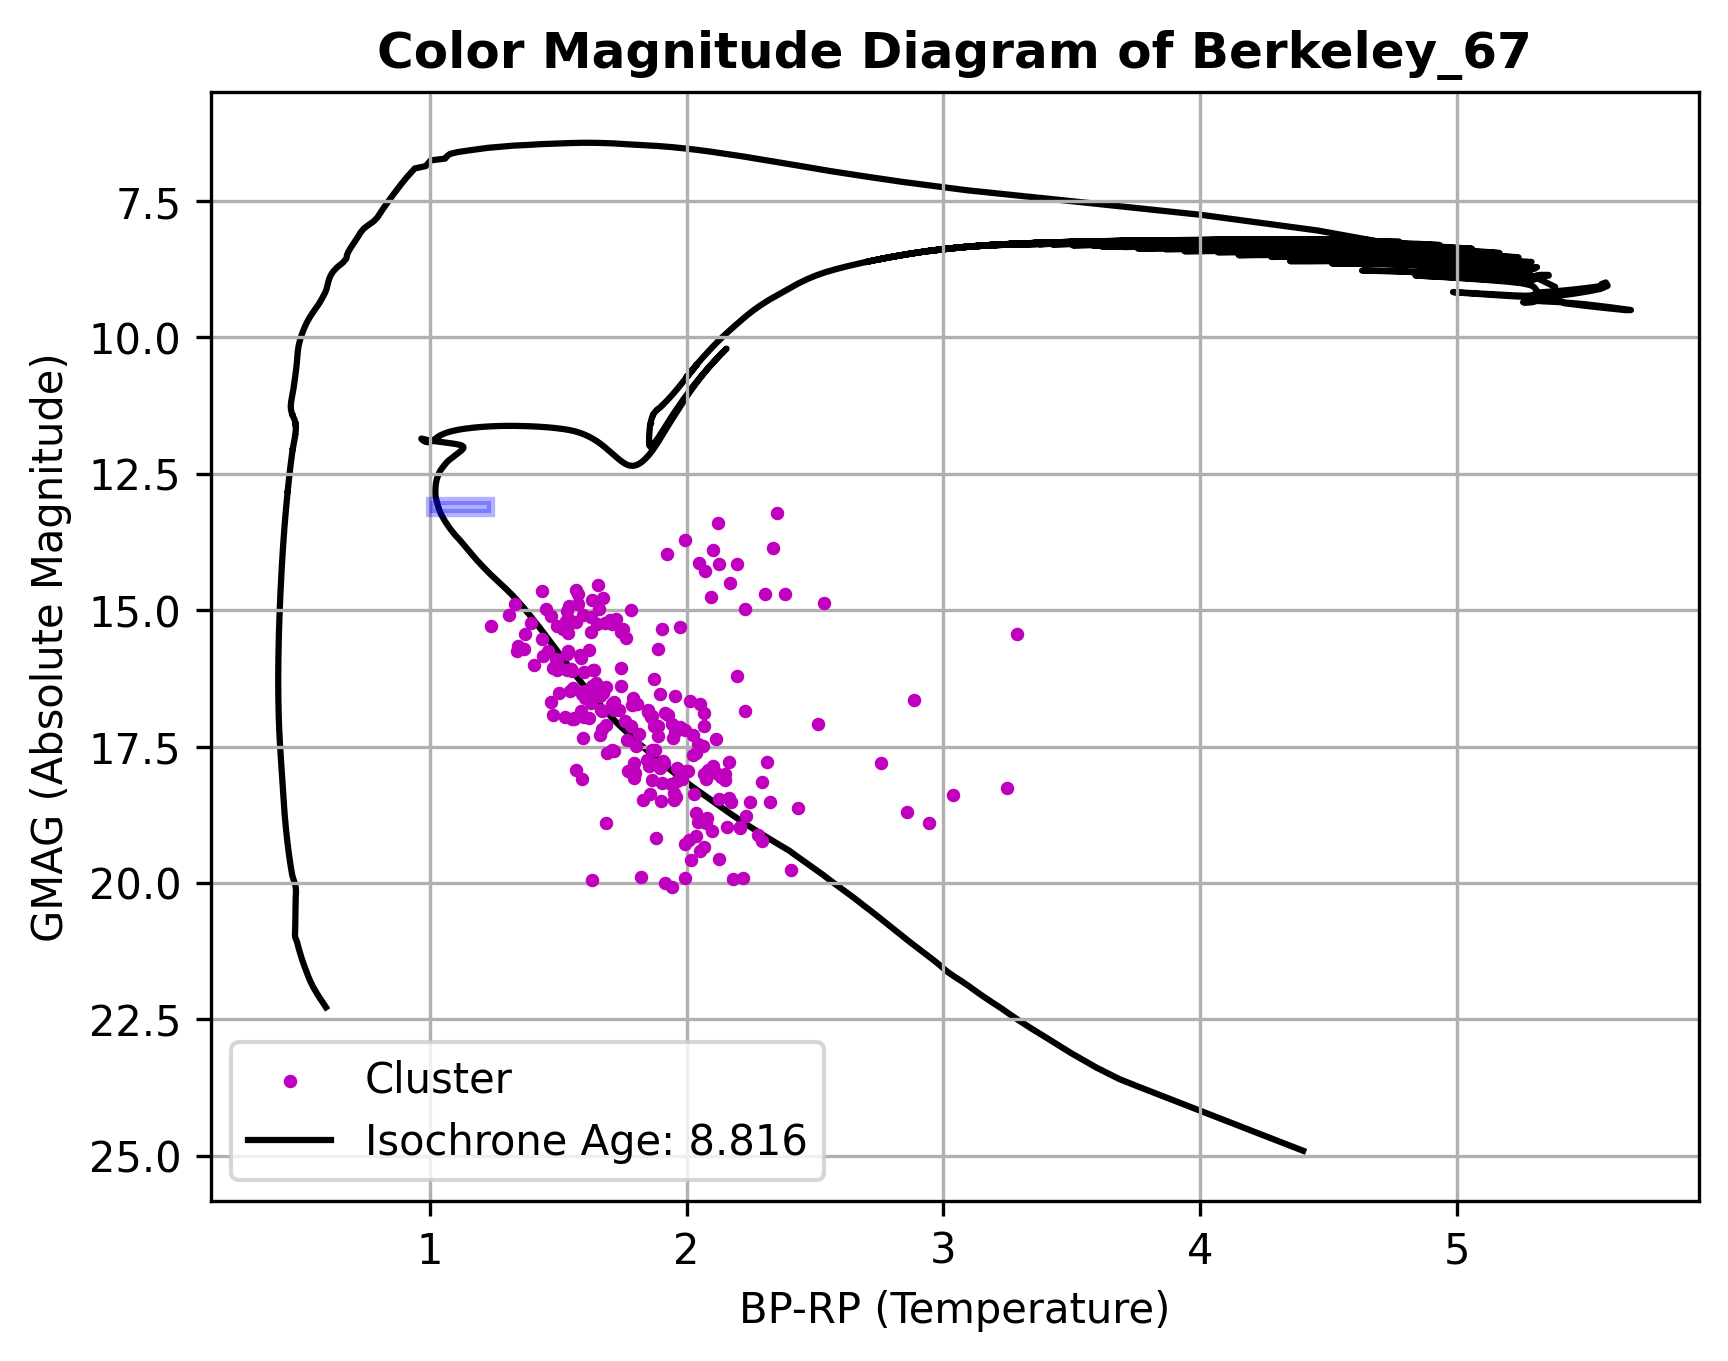 Color Magnitude Diagram of Berkeley_67
GMAG (Absolute Magnitude)
7.5
10.0
12.5
15.0
17.5
20.0
22.5
25.0
Cluster
Isochrone Age: 8.816
1 2 3 4 5
BP-RP (Temperature)